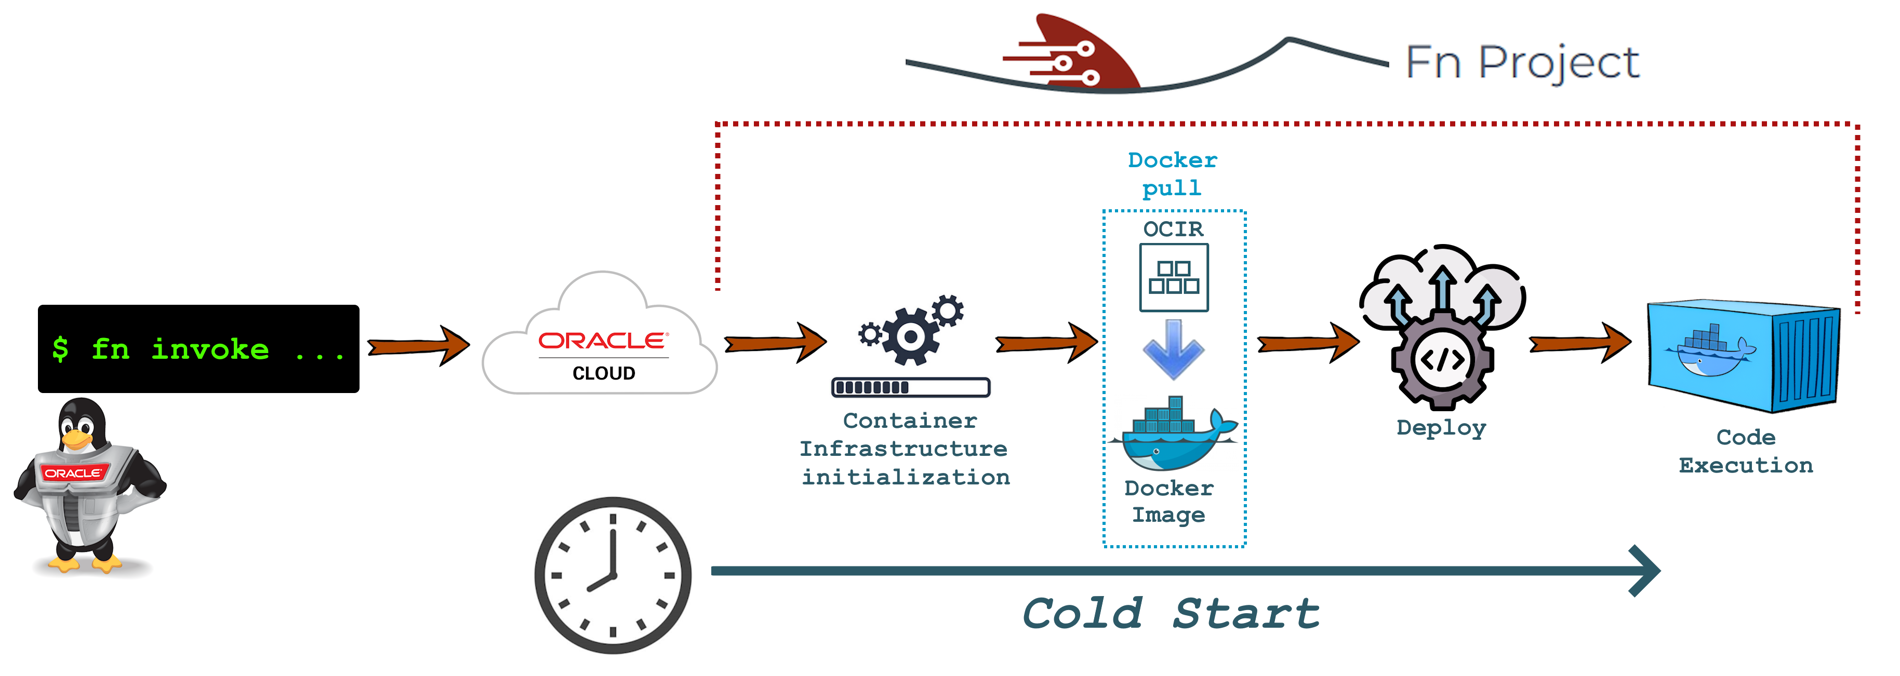 Fn Project
Docker
pull
OCIR
$ fn invoke ...
ORACLE
CLOUD
Container
Infrastructure
initialization
Docker
Image
Deploy
Code
Execution
ORACLE
Cold Start